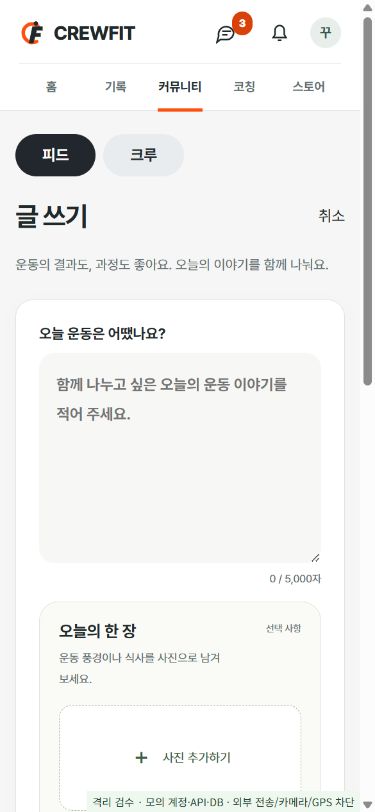 CREWFIT
3
꾸
홈 기록 커뮤니티 코칭 스토어
피드 크루
글 쓰기
취소
운동의 결과도, 과정도 좋아요. 오늘의 이야기를 함께 나눠요.
오늘 운동은 어땠나요?
함께 나누고 싶은 오늘의 운동 이야기를
적어 주세요.
0 / 5,000자
오늘의 한 장
선택 사항
운동 풍경이나 식사를 사진으로 남겨
보세요.
+ 사진 추가하기
격리 검수 · 모의 계정·API·DB · 외부 전송/카메라/GPS 차단